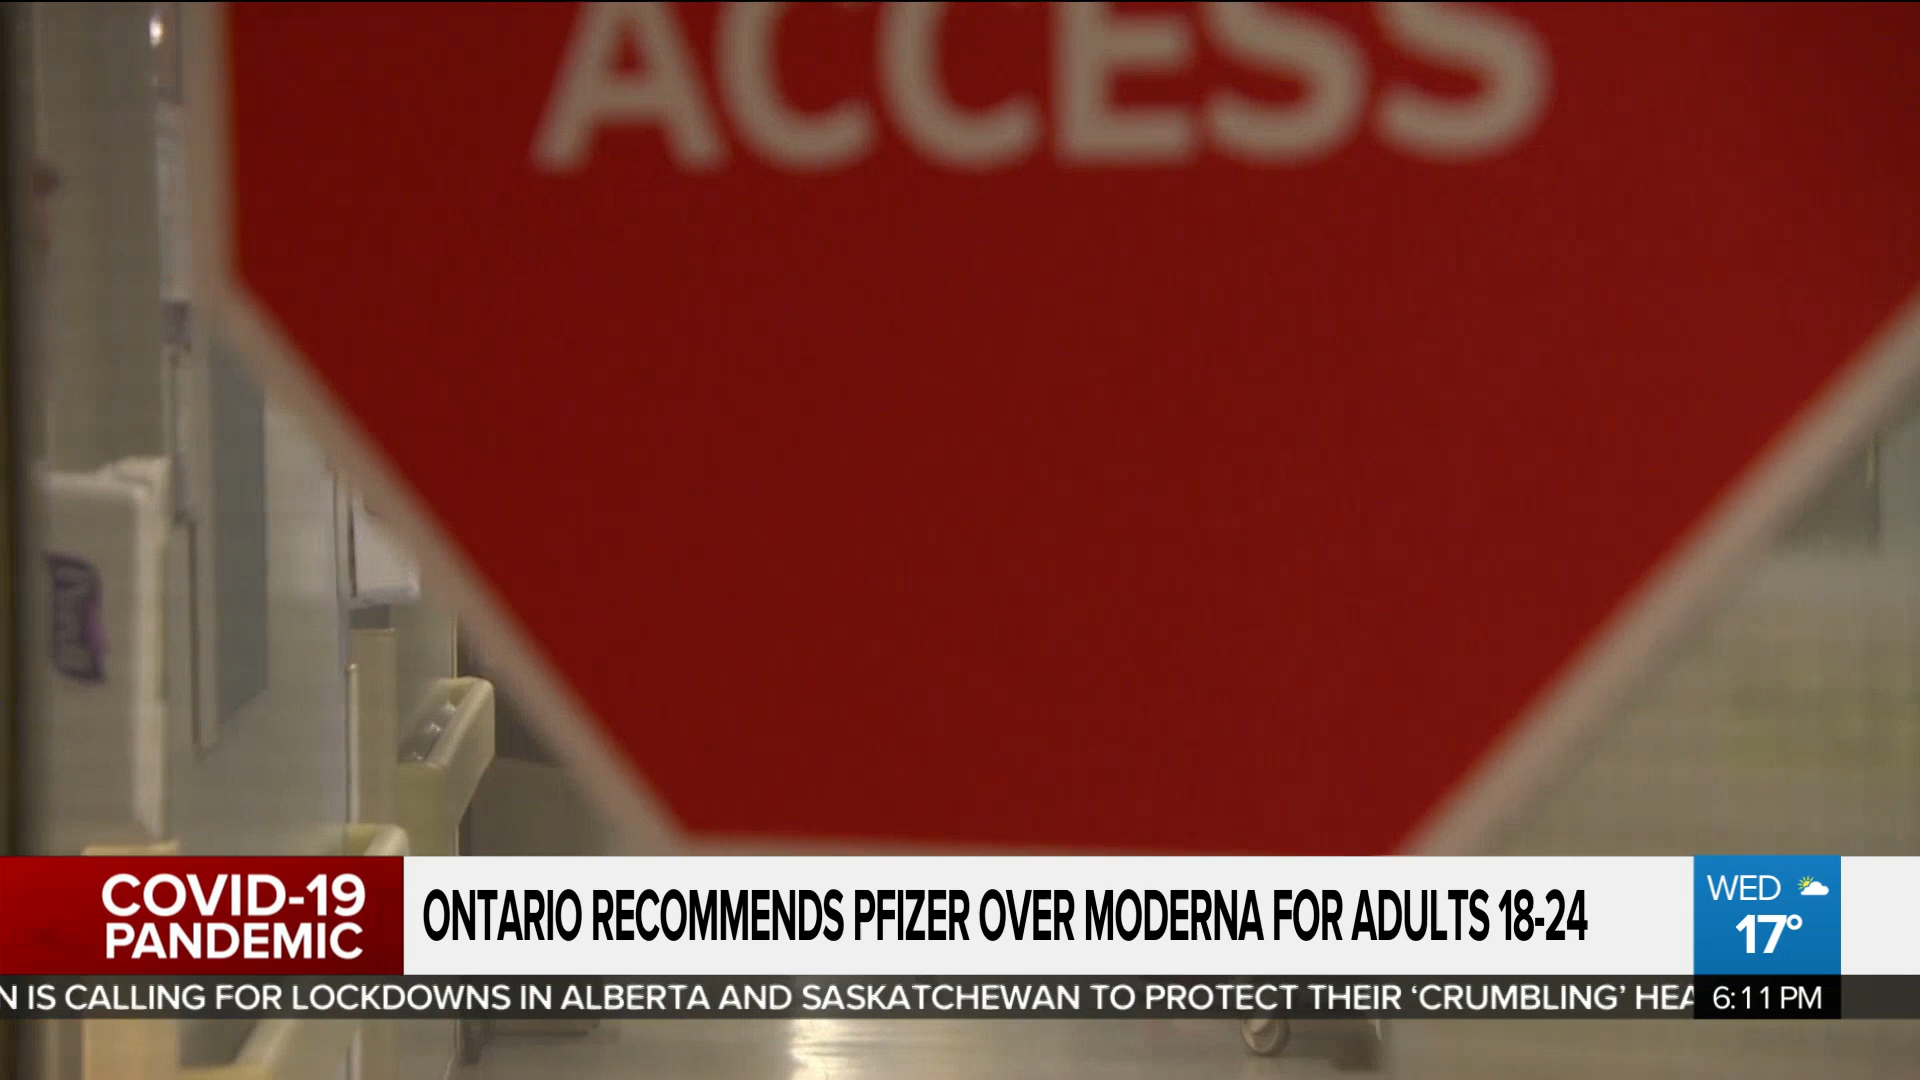 ACCESS
Purell
COVID-19
PANDEMIC
ONTARIO RECOMMENDS PFIZER OVER MODERNA FOR ADULTS 18-24
WED
17°
N IS CALLING FOR LOCKDOWNS IN ALBERTA AND SASKATCHEWAN TO PROTECT THEIR ‘CRUMBLING’ HEA
6:11 PM